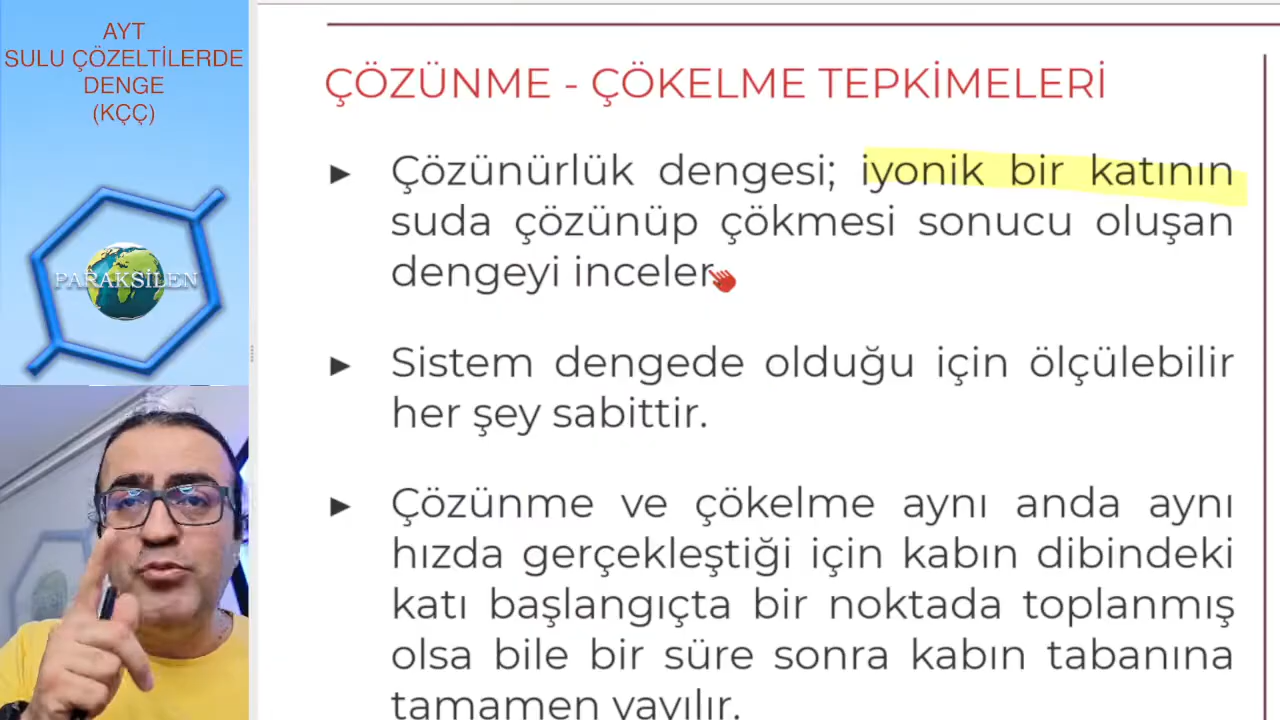 AYT
SULU ÇÖZELTİLERDE
DENGE
(KÇÇ)
PARAKSİLEN
ÇÖZÜNME - ÇÖKELME TEPKİMELERİ
► Çözünürlük dengesi; iyonik bir katının
suda çözünüp çökmesi sonucu oluşan
dengeyi inceler.
► Sistem dengede olduğu için ölçülebilir
her şey sabittir.
► Çözünme ve çökelme aynı anda aynı
hızda gerçekleştiği için kabın dibindeki
katı başlangıçta bir noktada toplanmış
olsa bile bir süre sonra kabın tabanına
tamamen yayılır.